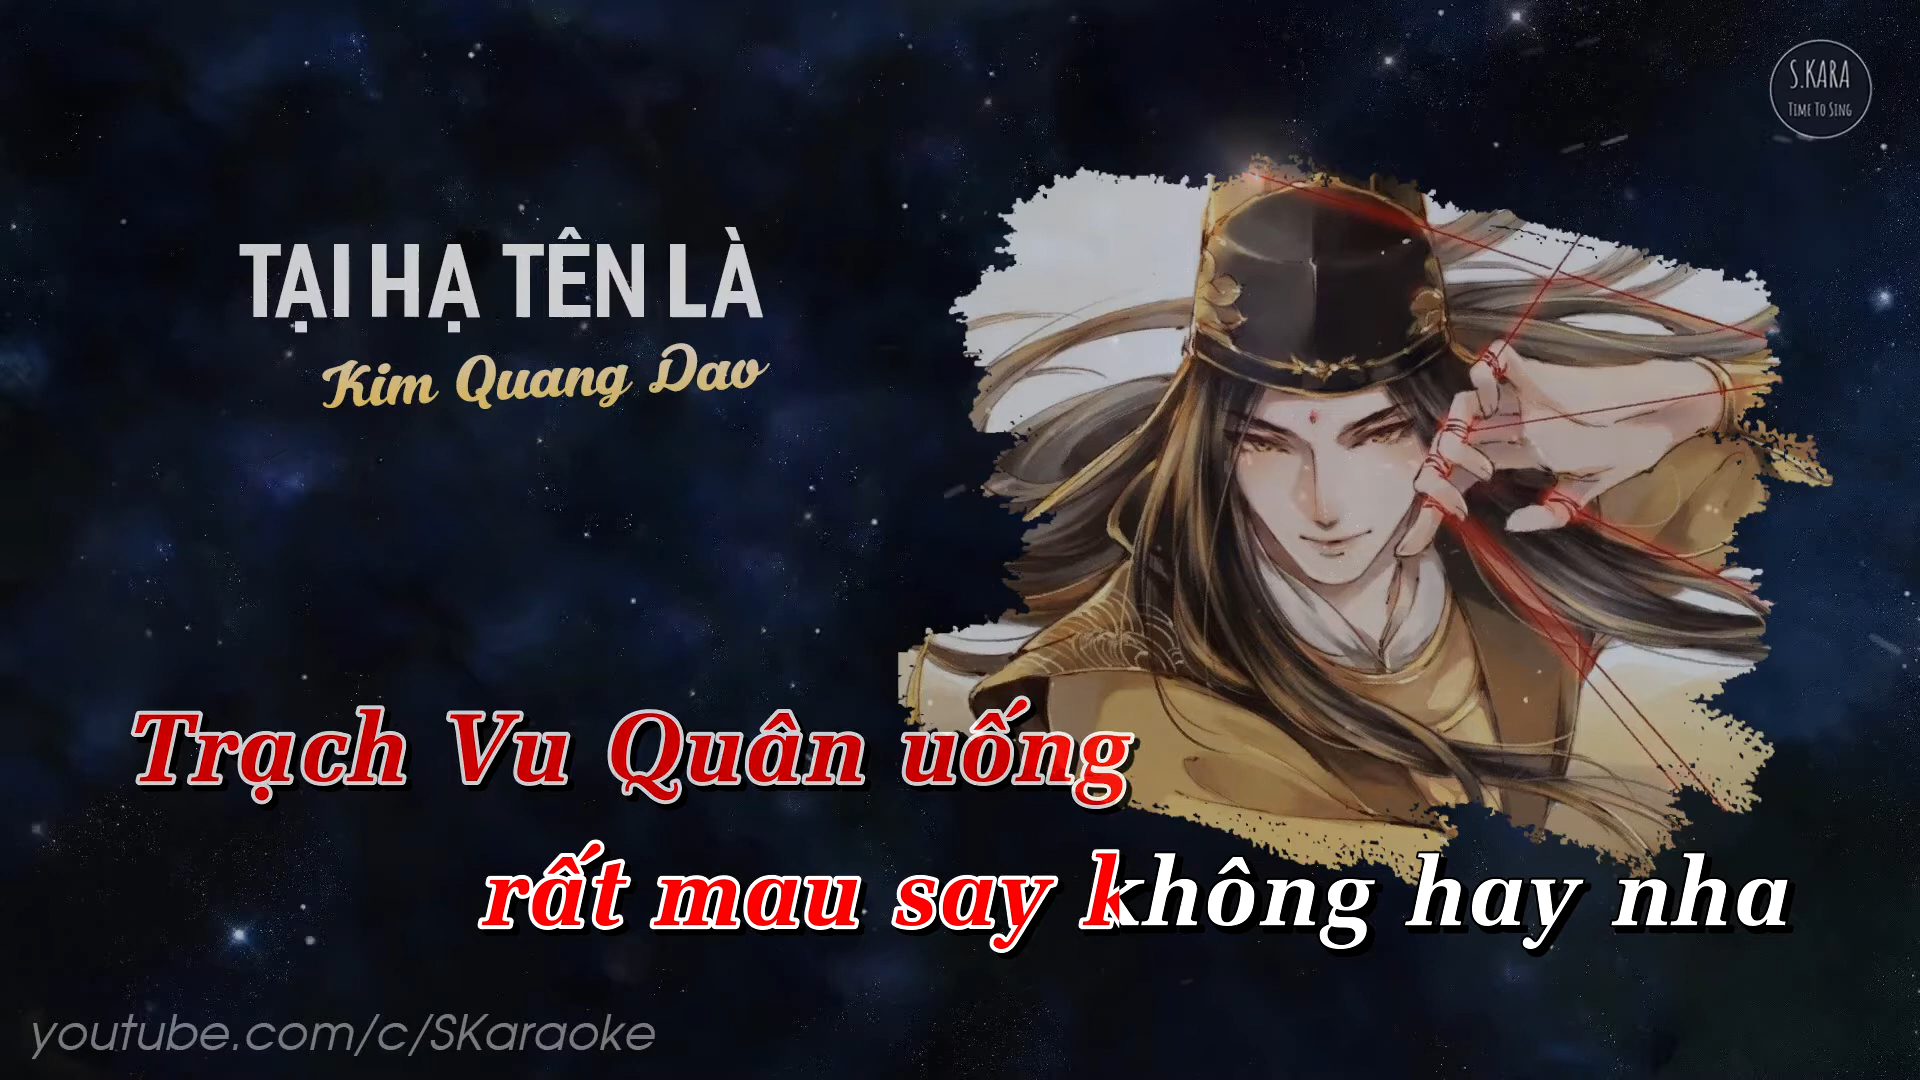 S.KARA
TIME TO SING
TẠI HẠ TÊN LÀ
Kim Quang Dao
Trạch Vu Quân uống
rất mau say không hay nha
youtube.com/c/SKaraoke